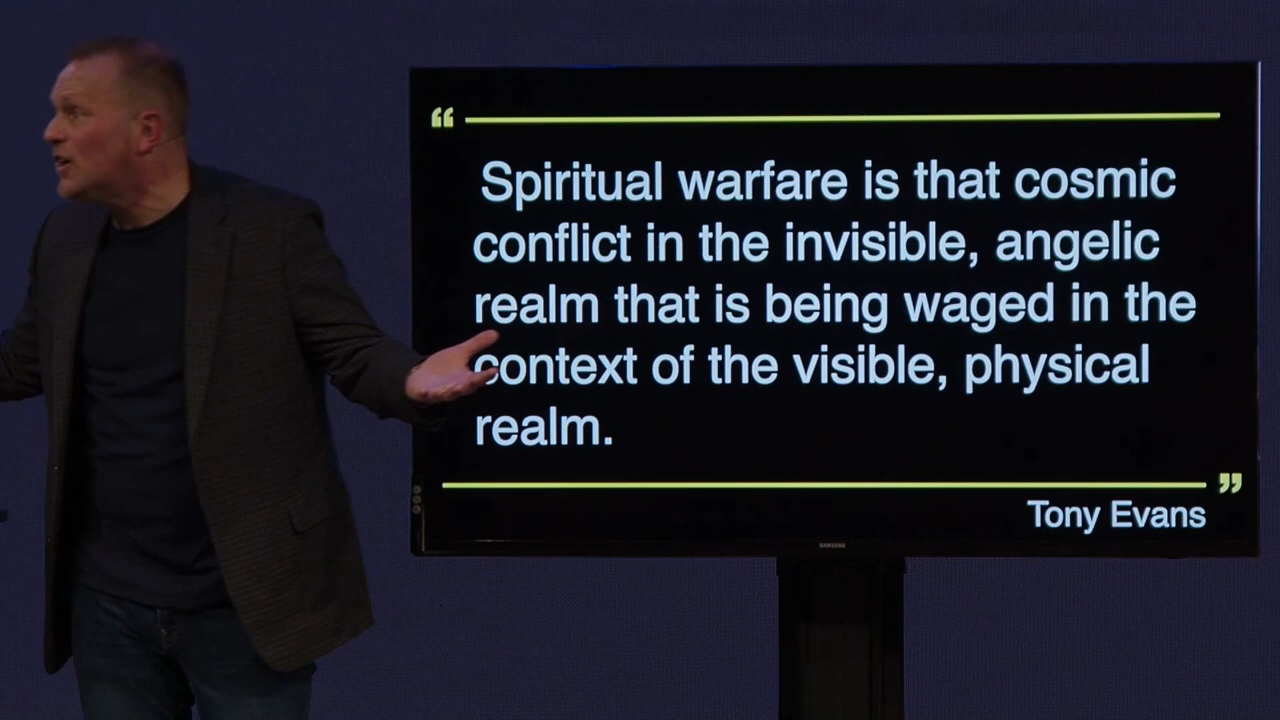 “
Spiritual warfare is that cosmic
conflict in the invisible, angelic
realm that is being waged in the
context of the visible, physical
realm.
”
Tony Evans
SAMSUNG